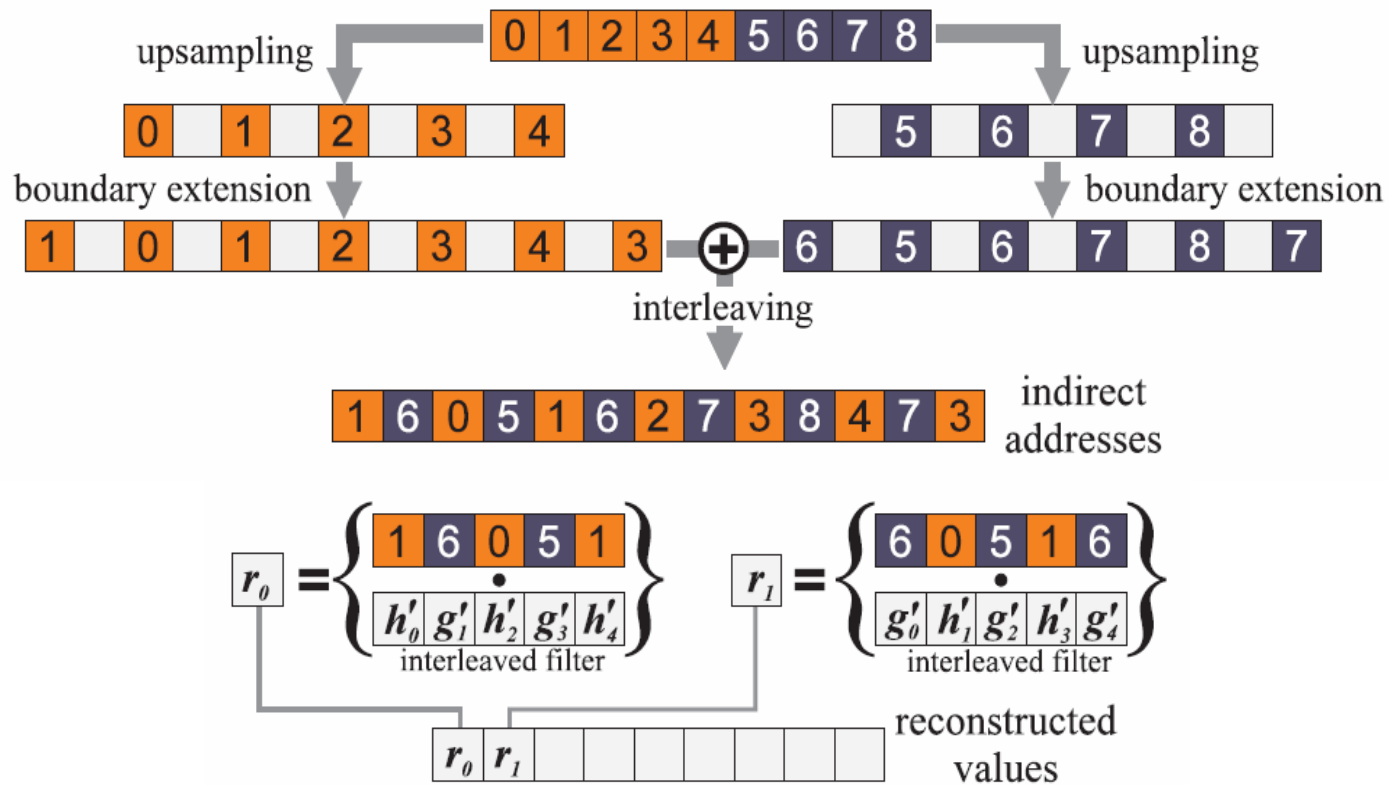 0 1 2 3 4 5 6 7 8
upsampling
upsampling
0 1 2 3 4
5 6 7 8
boundary extension
boundary extension
1 0 1 2 3 4 3
6 5 6 7 8 7
interleaving
1 6 0 5 1 6 2 7 3 8 4 7 3
indirect
addresses
r₀ = { 1 6 0 5 1 • h′₀ g′₁ h′₂ g′₃ h′₄ }
interleaved filter
r₁ = { 6 0 5 1 6 • g′₀ h′₁ g′₂ h′₃ g′₄ }
interleaved filter
r₀ r₁
reconstructed
values